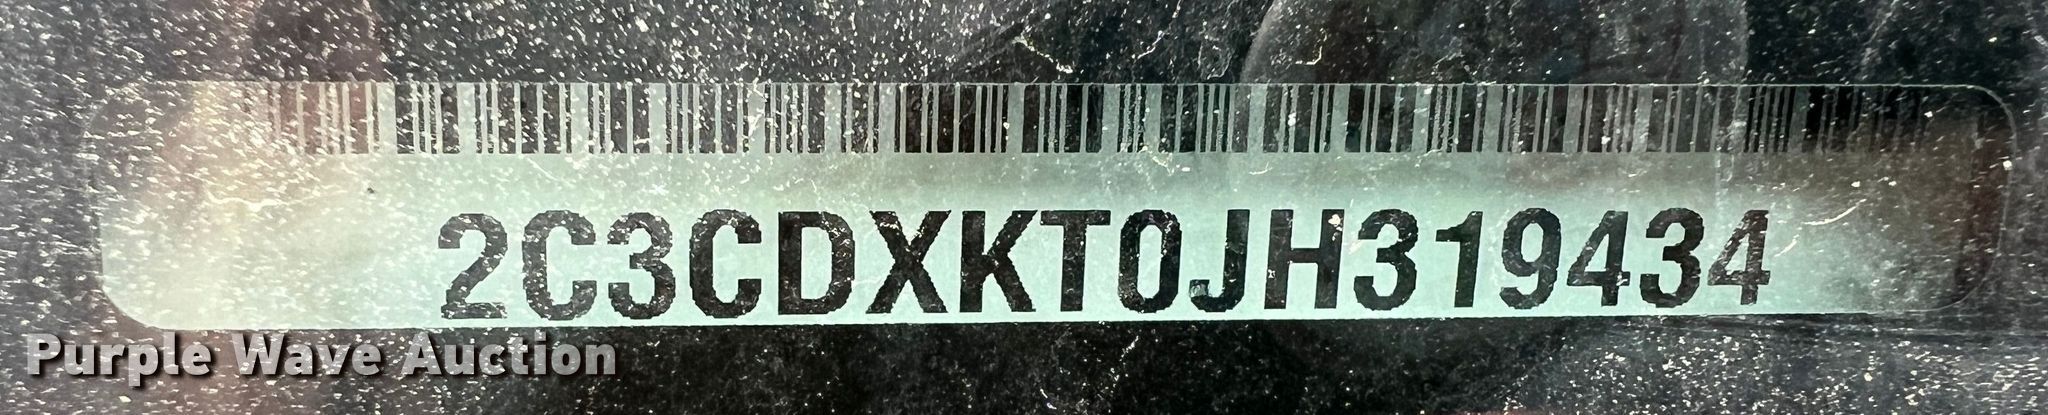 2C3CDXKT0JH319434
Purple Wave Auction